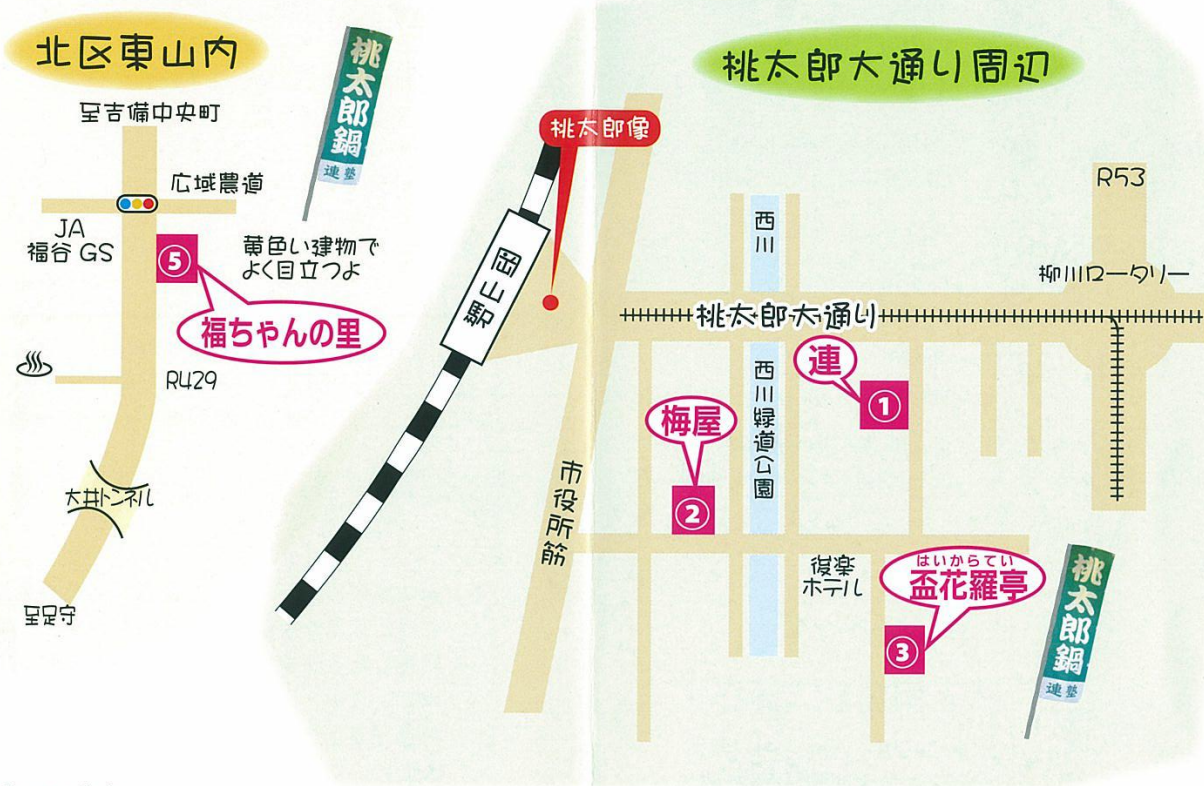 北区東山内
至吉備中央町
桃太郎鍋
連塾
広域農道
JA
福谷 GS
⑤
黄色い建物で
よく目立つよ
福ちゃんの里
R429
大井トンネル
至足守
桃太郎大通り周辺
桃太郎像
岡山駅
西川
R53
柳川ロータリー
桃太郎大通り
連
①
西川緑道公園
梅屋
②
市役所筋
後楽
ホテル
はいからてい
盃花羅亭
③
桃太郎鍋
連塾